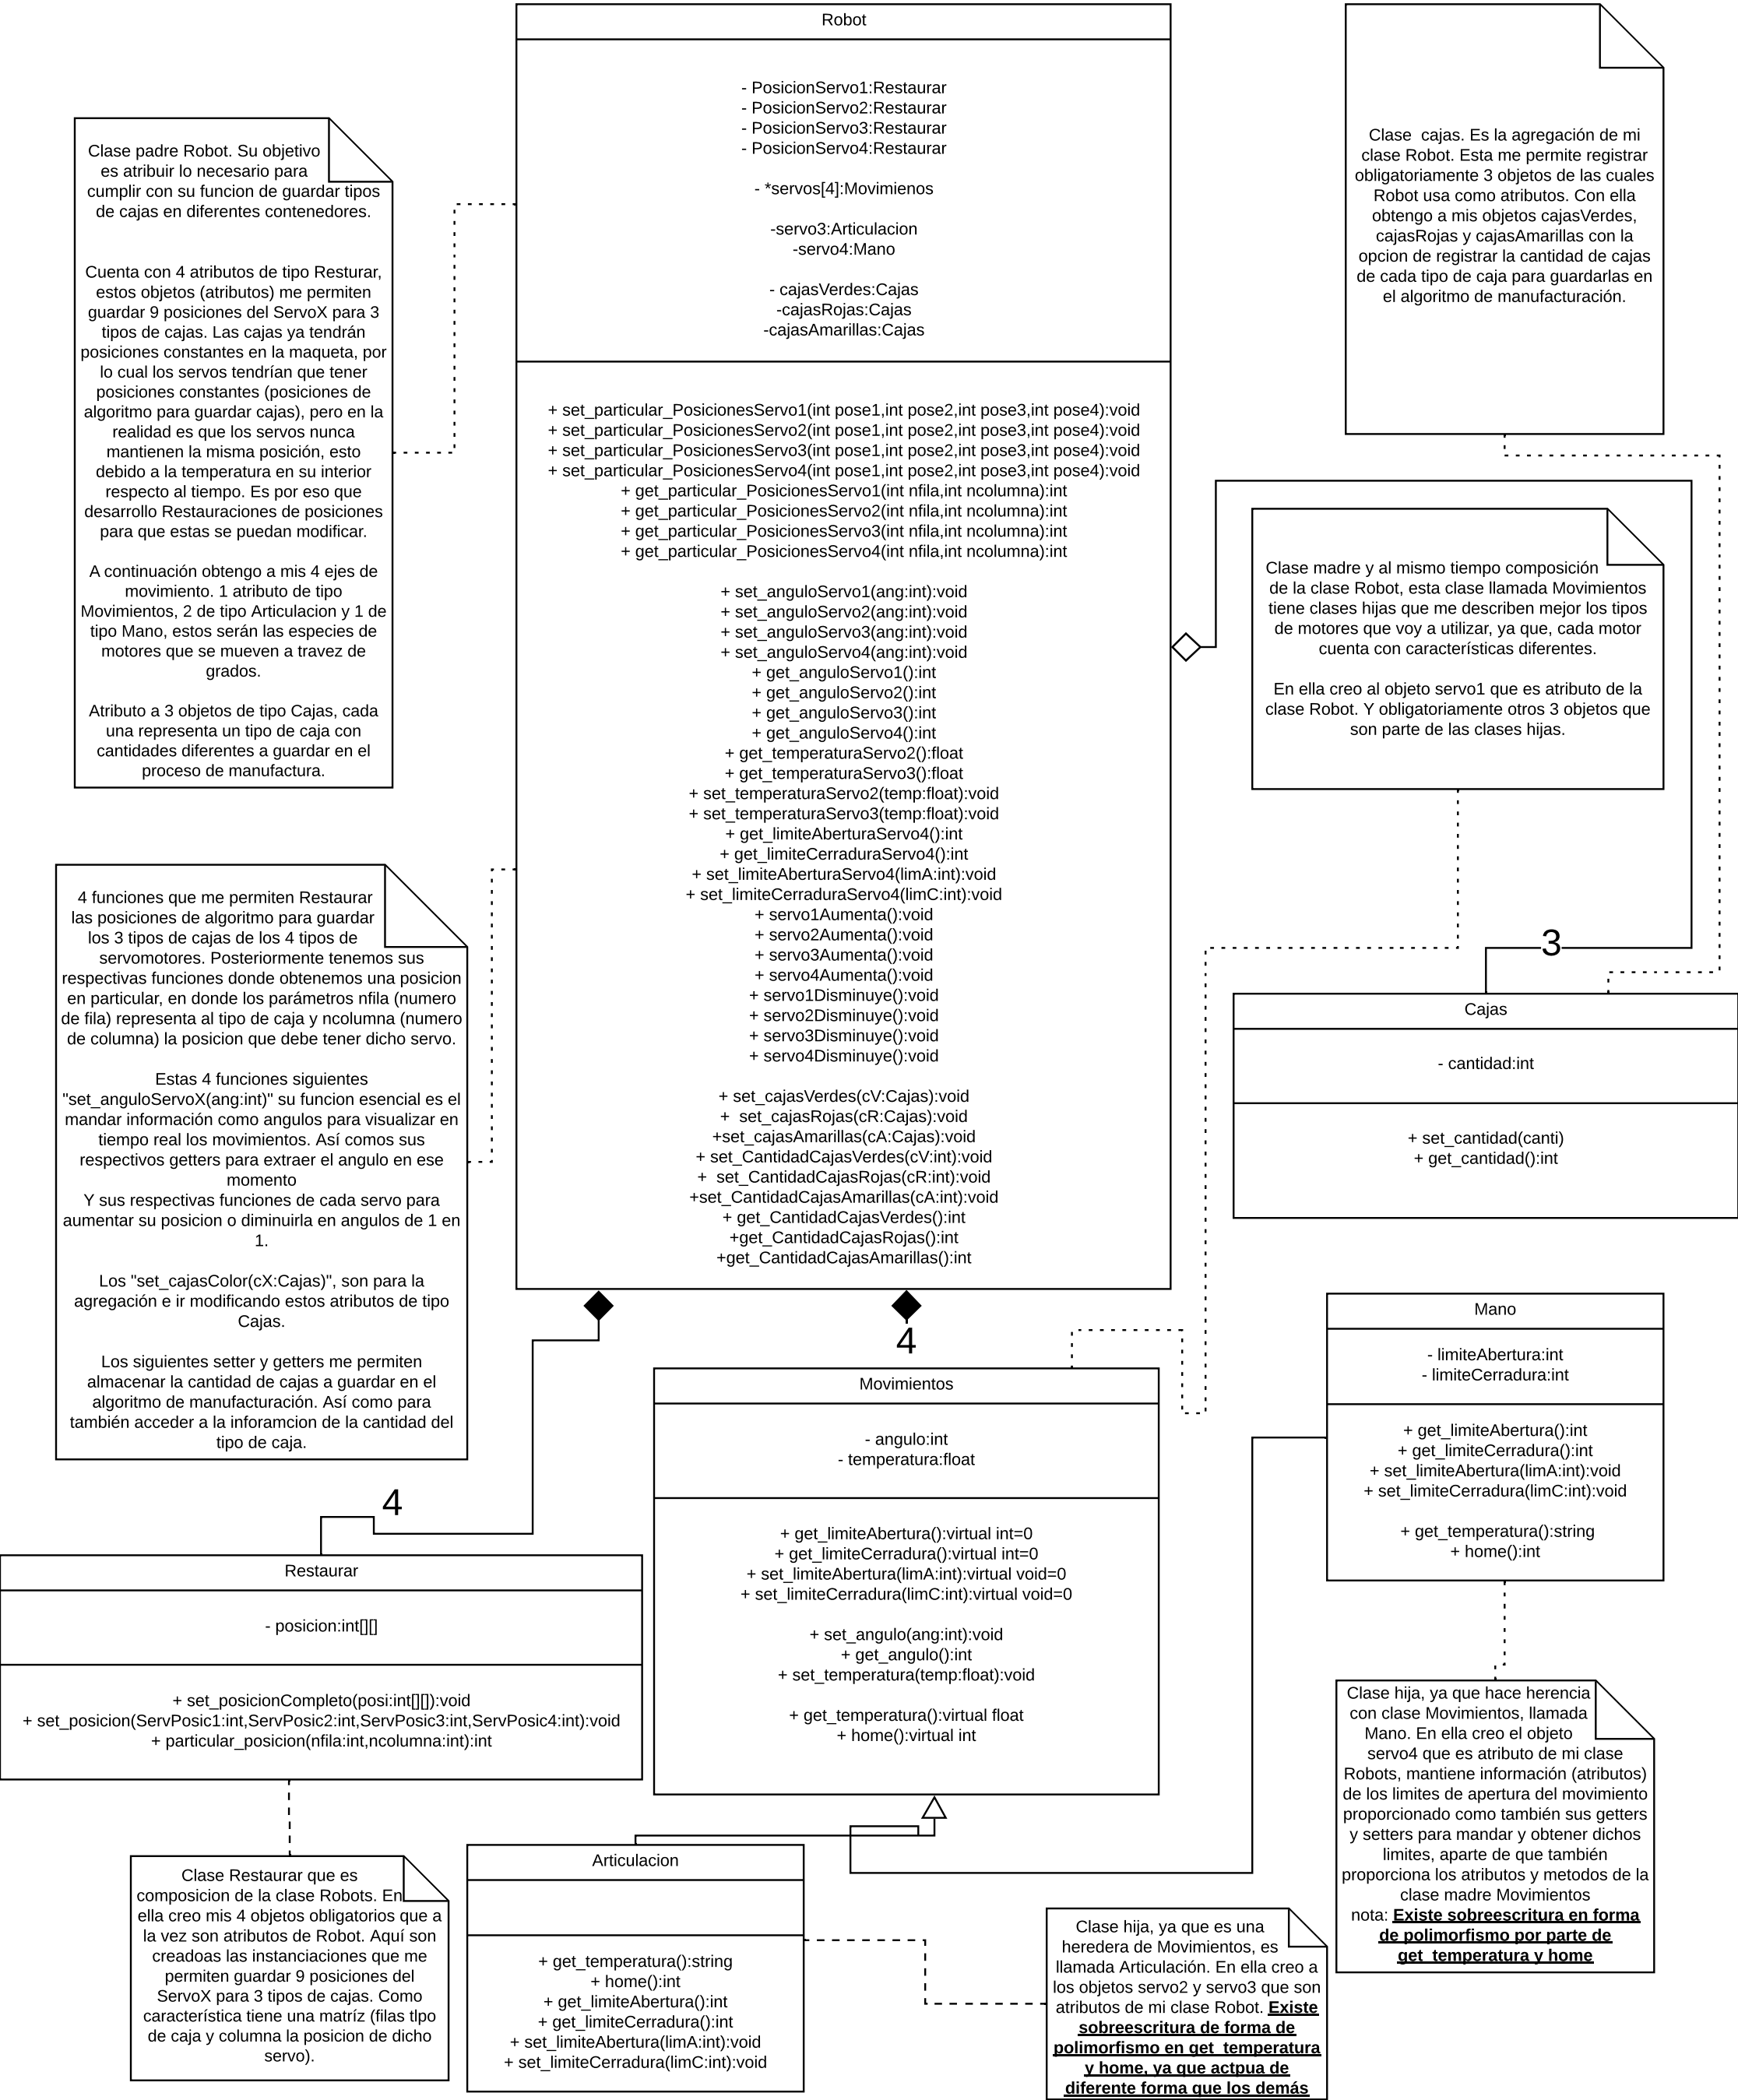 Robot
- PosicionServo1:Restaurar
- PosicionServo2:Restaurar
- PosicionServo3:Restaurar
- PosicionServo4:Restaurar
- *servos[4]:Movimienos
-servo3:Articulacion
-servo4:Mano
- cajasVerdes:Cajas
-cajasRojas:Cajas
-cajasAmarillas:Cajas
+ set_particular_PosicionesServo1(int pose1,int pose2,int pose3,int pose4):void
+ set_particular_PosicionesServo2(int pose1,int pose2,int pose3,int pose4):void
+ set_particular_PosicionesServo3(int pose1,int pose2,int pose3,int pose4):void
+ set_particular_PosicionesServo4(int pose1,int pose2,int pose3,int pose4):void
+ get_particular_PosicionesServo1(int nfila,int ncolumna):int
+ get_particular_PosicionesServo2(int nfila,int ncolumna):int
+ get_particular_PosicionesServo3(int nfila,int ncolumna):int
+ get_particular_PosicionesServo4(int nfila,int ncolumna):int
+ set_anguloServo1(ang:int):void
+ set_anguloServo2(ang:int):void
+ set_anguloServo3(ang:int):void
+ set_anguloServo4(ang:int):void
+ get_anguloServo1():int
+ get_anguloServo2():int
+ get_anguloServo3():int
+ get_anguloServo4():int
+ get_temperaturaServo2():float
+ get_temperaturaServo3():float
+ set_temperaturaServo2(temp:float):void
+ set_temperaturaServo3(temp:float):void
+ get_limiteAberturaServo4():int
+ get_limiteCerraduraServo4():int
+ set_limiteAberturaServo4(limA:int):void
+ set_limiteCerraduraServo4(limC:int):void
+ servo1Aumenta():void
+ servo2Aumenta():void
+ servo3Aumenta():void
+ servo4Aumenta():void
+ servo1Disminuye():void
+ servo2Disminuye():void
+ servo3Disminuye():void
+ servo4Disminuye():void
+ set_cajasVerdes(cV:Cajas):void
+ set_cajasRojas(cR:Cajas):void
+set_cajasAmarillas(cA:Cajas):void
+ set_CantidadCajasVerdes(cV:int):void
+ set_CantidadCajasRojas(cR:int):void
+set_CantidadCajasAmarillas(cA:int):void
+ get_CantidadCajasVerdes():int
+get_CantidadCajasRojas():int
+get_CantidadCajasAmarillas():int
Clase padre Robot. Su objetivo
es atribuir lo necesario para
cumplir con su funcion de guardar tipos
de cajas en diferentes contenedores.
Cuenta con 4 atributos de tipo Resturar,
estos objetos (atributos) me permiten
guardar 9 posiciones del ServoX para 3
tipos de cajas. Las cajas ya tendrán
posiciones constantes en la maqueta, por
lo cual los servos tendrían que tener
posiciones constantes (posiciones de
algoritmo para guardar cajas), pero en la
realidad es que los servos nunca
mantienen la misma posición, esto
debido a la temperatura en su interior
respecto al tiempo. Es por eso que
desarrollo Restauraciones de posiciones
para que estas se puedan modificar.
A continuación obtengo a mis 4 ejes de
movimiento. 1 atributo de tipo
Movimientos, 2 de tipo Articulacion y 1 de
tipo Mano, estos serán las especies de
motores que se mueven a travez de
grados.
Atributo a 3 objetos de tipo Cajas, cada
una representa un tipo de caja con
cantidades diferentes a guardar en el
proceso de manufactura.
Clase cajas. Es la agregación de mi
clase Robot. Esta me permite registrar
obligatoriamente 3 objetos de las cuales
Robot usa como atributos. Con ella
obtengo a mis objetos cajasVerdes,
cajasRojas y cajasAmarillas con la
opcion de registrar la cantidad de cajas
de cada tipo de caja para guardarlas en
el algoritmo de manufacturación.
Clase madre y al mismo tiempo composición
de la clase Robot, esta clase llamada Movimientos
tiene clases hijas que me describen mejor los tipos
de motores que voy a utilizar, ya que, cada motor
cuenta con características diferentes.
En ella creo al objeto servo1 que es atributo de la
clase Robot. Y obligatoriamente otros 3 objetos que
son parte de las clases hijas.
4 funciones que me permiten Restaurar
las posiciones de algoritmo para guardar
los 3 tipos de cajas de los 4 tipos de
servomotores. Posteriormente tenemos sus
respectivas funciones donde obtenemos una posicion
en particular, en donde los parámetros nfila (numero
de fila) representa al tipo de caja y ncolumna (numero
de columna) la posicion que debe tener dicho servo.
Estas 4 funciones siguientes
"set_anguloServoX(ang:int)" su funcion esencial es el
mandar información como angulos para visualizar en
tiempo real los movimientos. Así comos sus
respectivos getters para extraer el angulo en ese
momento
Y sus respectivas funciones de cada servo para
aumentar su posicion o diminuirla en angulos de 1 en
1.
Los "set_cajasColor(cX:Cajas)", son para la
agregación e ir modificando estos atributos de tipo
Cajas.
Los siguientes setter y getters me permiten
almacenar la cantidad de cajas a guardar en el
algoritmo de manufacturación. Así como para
también acceder a la inforamcion de la cantidad del
tipo de caja.
3
Cajas
- cantidad:int
+ set_cantidad(canti)
+ get_cantidad():int
4
Movimientos
- angulo:int
- temperatura:float
+ get_limiteAbertura():virtual int=0
+ get_limiteCerradura():virtual int=0
+ set_limiteAbertura(limA:int):virtual void=0
+ set_limiteCerradura(limC:int):virtual void=0
+ set_angulo(ang:int):void
+ get_angulo():int
+ set_temperatura(temp:float):void
+ get_temperatura():virtual float
+ home():virtual int
Mano
- limiteAbertura:int
- limiteCerradura:int
+ get_limiteAbertura():int
+ get_limiteCerradura():int
+ set_limiteAbertura(limA:int):void
+ set_limiteCerradura(limC:int):void
+ get_temperatura():string
+ home():int
4
Restaurar
- posicion:int[][]
+ set_posicionCompleto(posi:int[][]):void
+ set_posicion(ServPosic1:int,ServPosic2:int,ServPosic3:int,ServPosic4:int):void
+ particular_posicion(nfila:int,ncolumna:int):int
Clase hija, ya que hace herencia
con clase Movimientos, llamada
Mano. En ella creo el objeto
servo4 que es atributo de mi clase
Robots, mantiene información (atributos)
de los limites de apertura del movimiento
proporcionado como también sus getters
y setters para mandar y obtener dichos
limites, aparte de que también
proporciona los atributos y metodos de la
clase madre Movimientos
nota: Existe sobreescritura en forma
de polimorfismo por parte de
get_temperatura y home
Clase Restaurar que es
composicion de la clase Robots. En
ella creo mis 4 objetos obligatorios que a
la vez son atributos de Robot. Aquí son
creadoas las instanciaciones que me
permiten guardar 9 posiciones del
ServoX para 3 tipos de cajas. Como
característica tiene una matríz (filas tlpo
de caja y columna la posicion de dicho
servo).
Articulacion
+ get_temperatura():string
+ home():int
+ get_limiteAbertura():int
+ get_limiteCerradura():int
+ set_limiteAbertura(limA:int):void
+ set_limiteCerradura(limC:int):void
Clase hija, ya que es una
heredera de Movimientos, es
llamada Articulación. En ella creo a
los objetos servo2 y servo3 que son
atributos de mi clase Robot. Existe
sobreescritura de forma de
polimorfismo en get_temperatura
y home, ya que actpua de
diferente forma que los demás